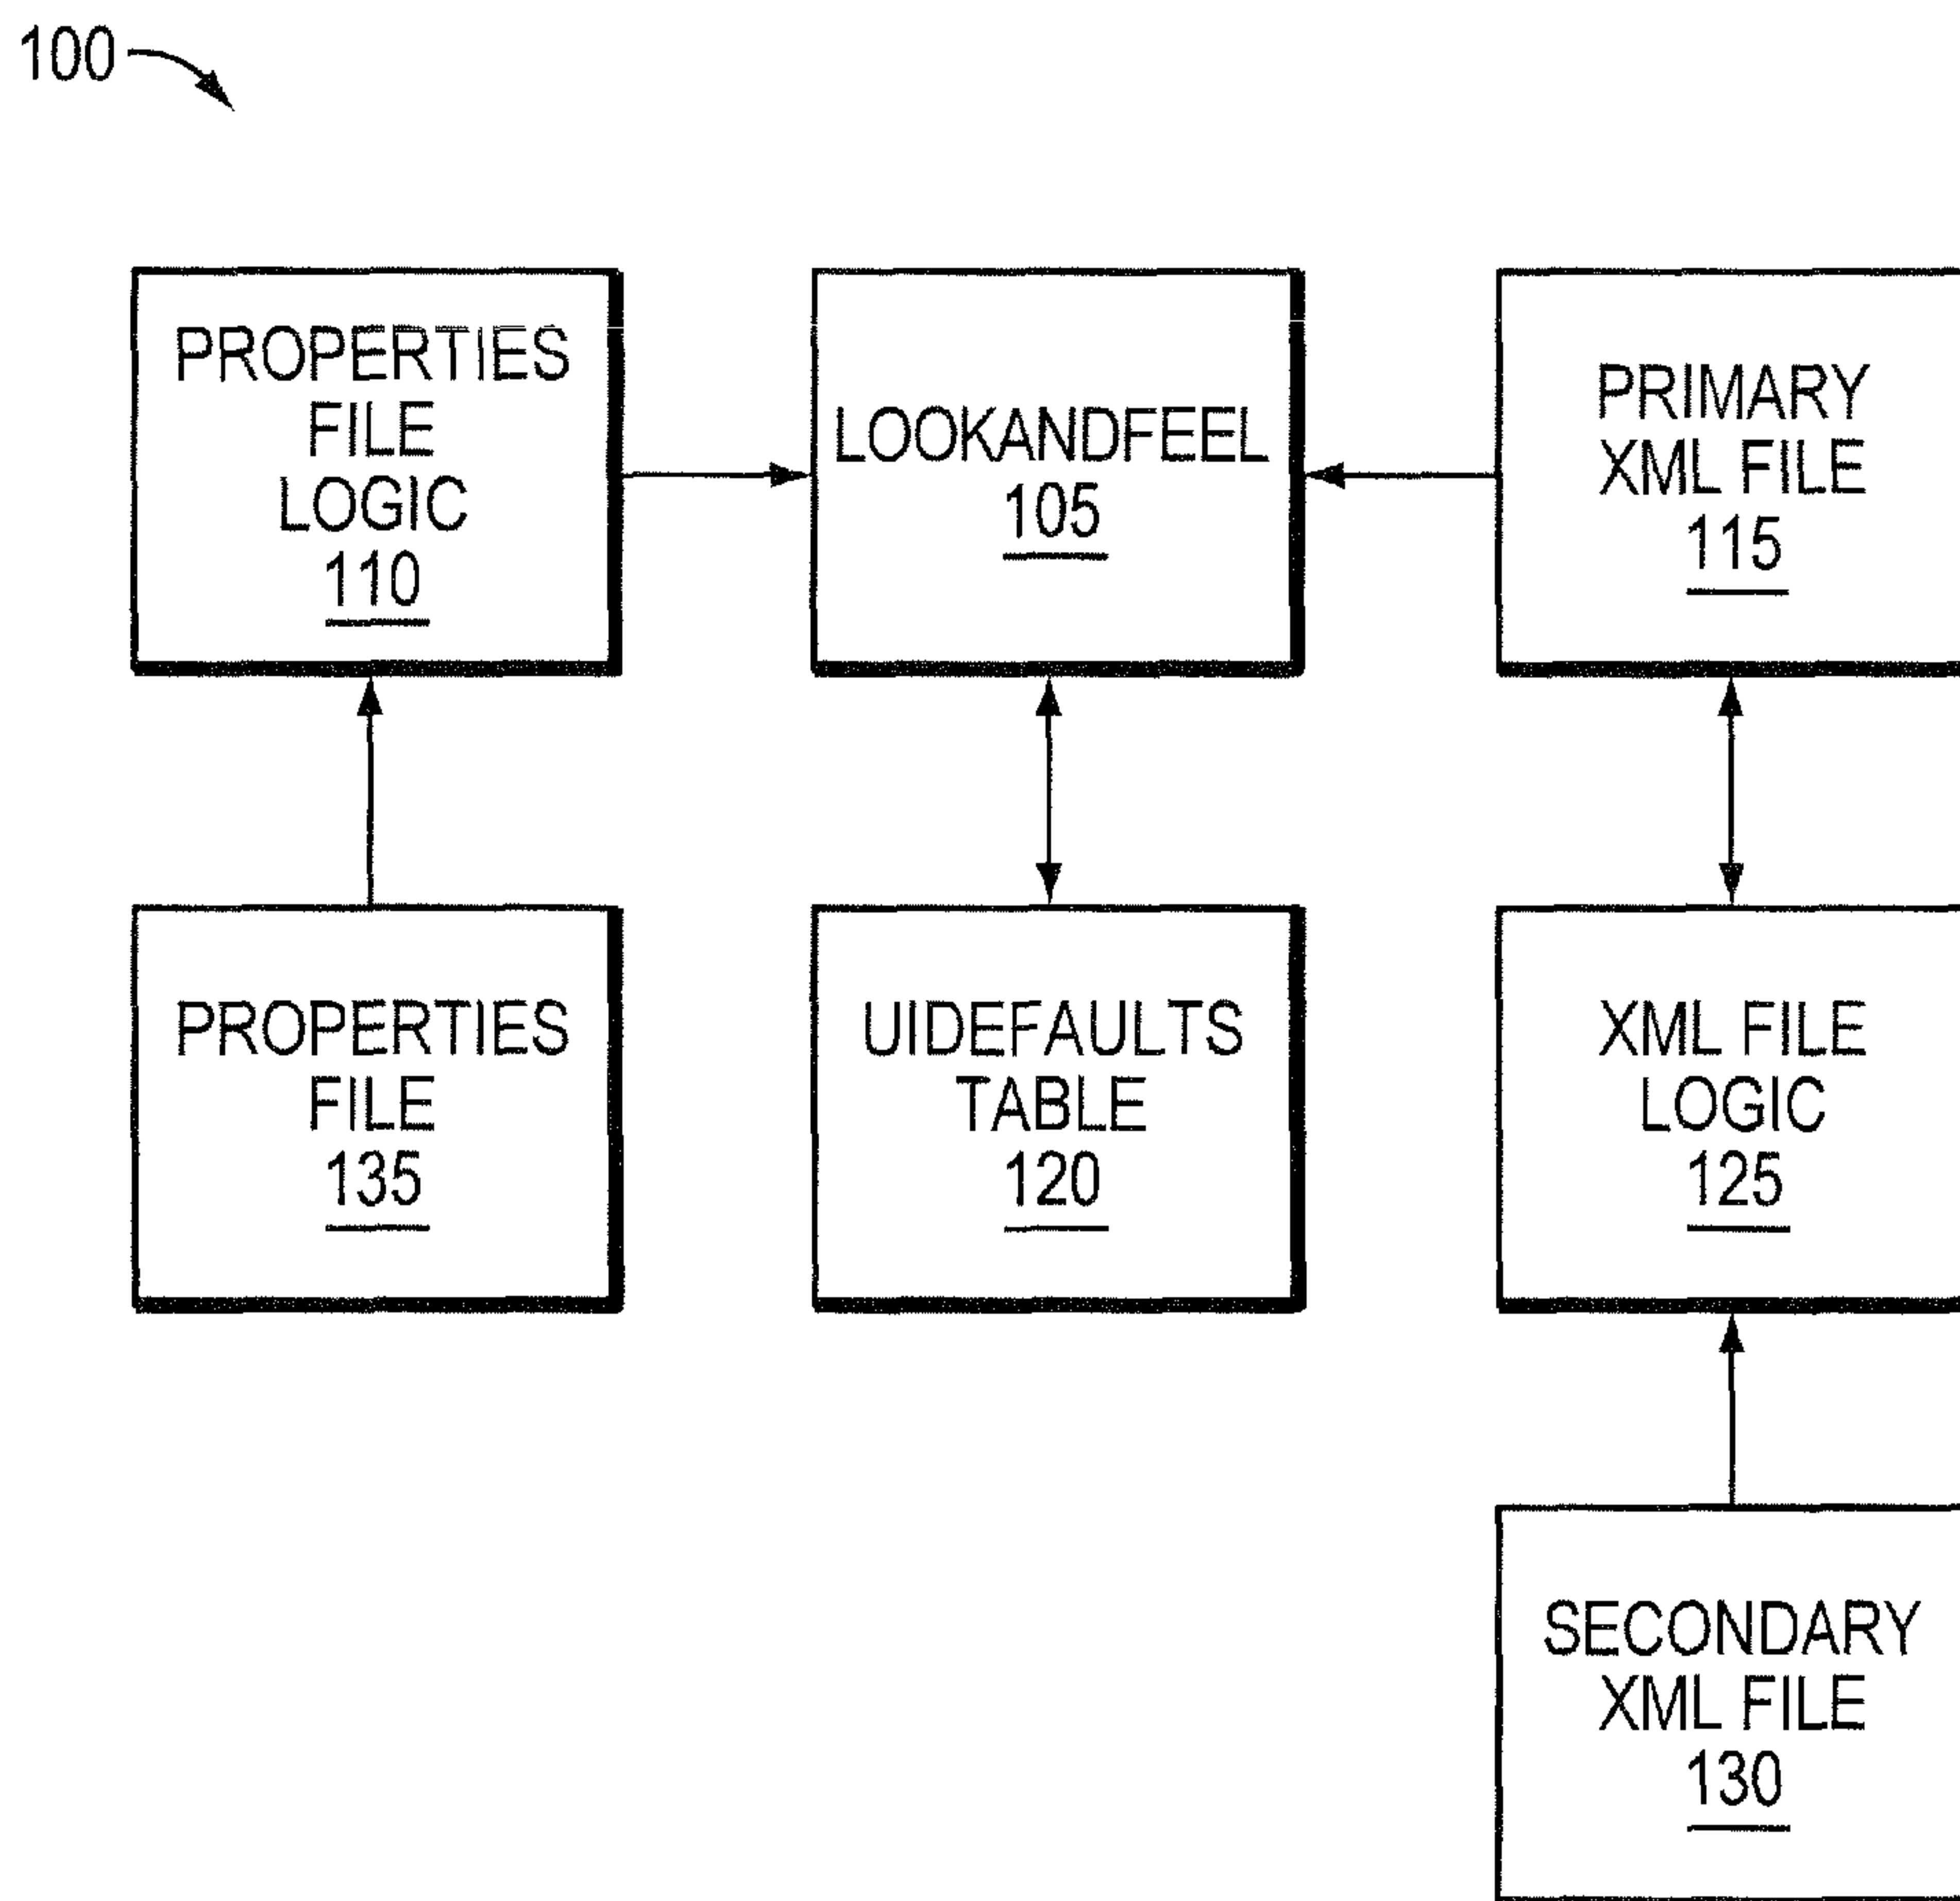 100
PROPERTIES
FILE
LOGIC
110
LOOKANDFEEL
105
PRIMARY
XML FILE
115
PROPERTIES
FILE
135
UIDEFAULTS
TABLE
120
XML FILE
LOGIC
125
SECONDARY
XML FILE
130